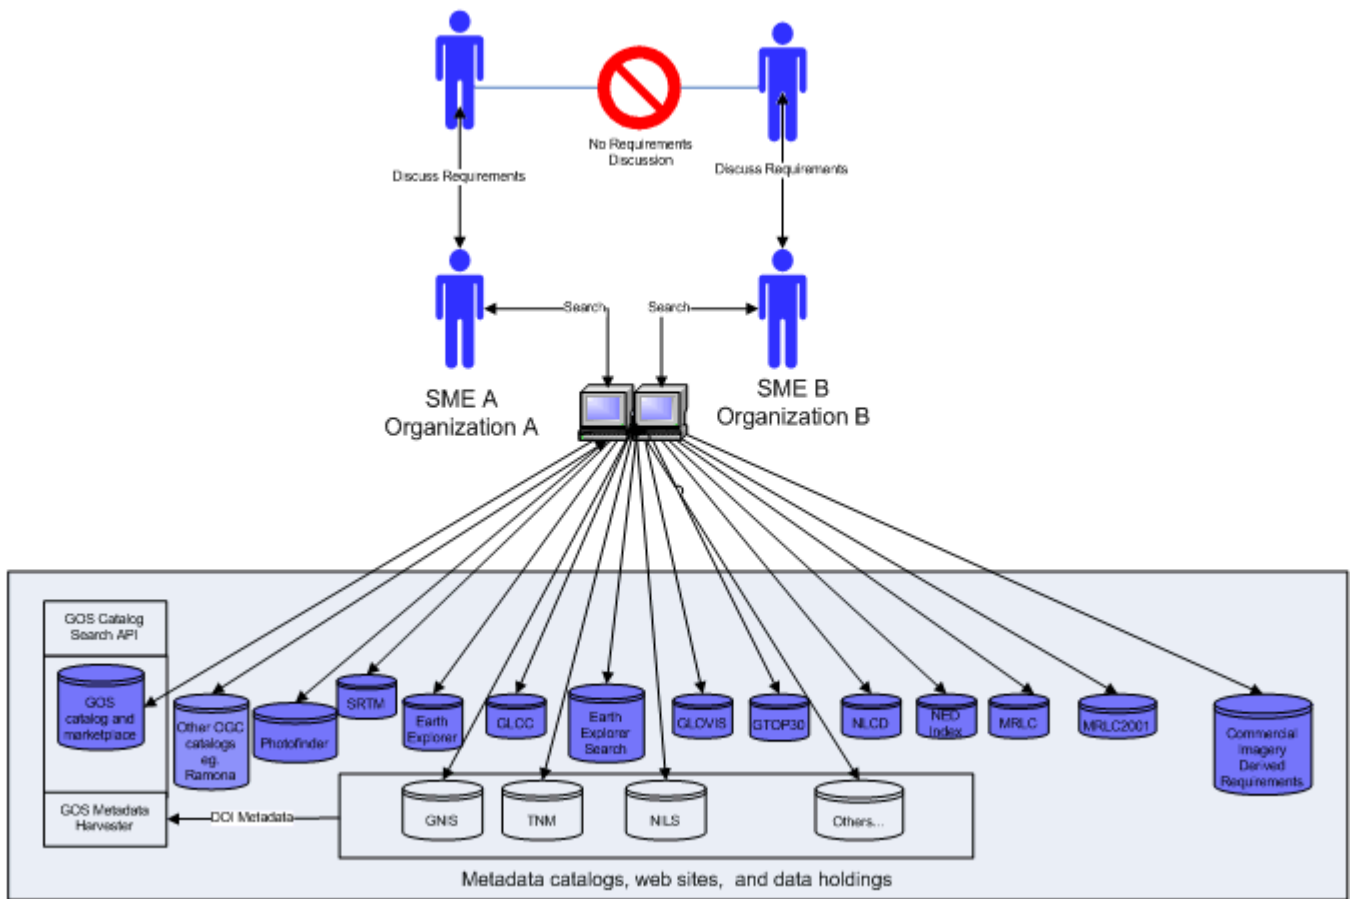 No Requirements
Discussion
Discuss Requirements
Discuss Requirements
Search
Search
SME A
Organization A
SME B
Organization B
GOS Catalog
Search API
GOS
catalog and
marketplace
Other CGC
catalogs
eg.
Ramona
Photofinder
SRTM
Earth
Explorer
GLCC
Earth
Explorer
Search
GLOVIS
GTOP30
NLCD
NED
Index
MRLC
MRLC2001
Commercial
Imagery
Derived
Requirements
GOS Metadata
Harvester
DOI Metadata
GNIS
TNM
NILS
Others...
Metadata catalogs, web sites, and data holdings